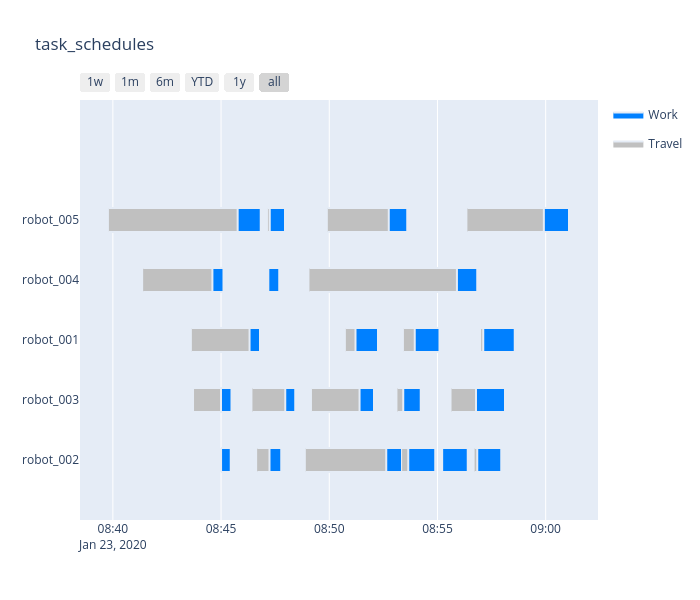 task_schedules
1w 1m 6m YTD 1y all
Work
Travel
robot_005
robot_004
robot_001
robot_003
robot_002
08:40 08:45 08:50 08:55 09:00
Jan 23, 2020